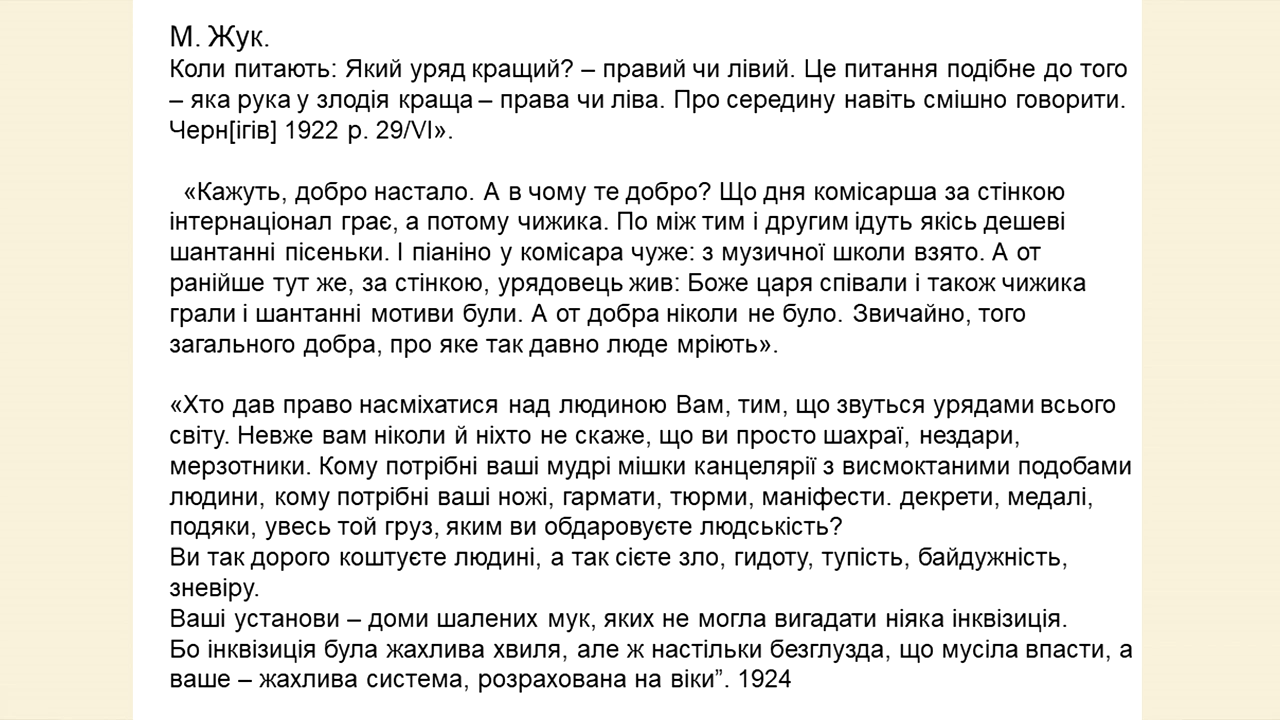 М. Жук.
Коли питають: Який уряд кращий? – правий чи лівий. Це питання подібне до того
– яка рука у злодія краща – права чи ліва. Про середину навіть смішно говорити.
Черн[ігів] 1922 р. 29/VI».
«Кажуть, добро настало. А в чому те добро? Що дня комісарша за стінкою
інтернаціонал грає, а потому чижика. По між тим і другим ідуть якісь дешеві
шантанні пісеньки. І піаніно у комісара чуже: з музичної школи взято. А от
ранійше тут же, за стінкою, урядовець жив: Боже царя співали і також чижика
грали і шантанні мотиви були. А от добра ніколи не було. Звичайно, того
загального добра, про яке так давно люде мріють».
«Хто дав право насміхатися над людиною Вам, тим, що звуться урядами всього
світу. Невже вам ніколи й ніхто не скаже, що ви просто шахраї, нездари,
мерзотники. Кому потрібні ваші мудрі мішки канцелярії з висмоктаними подобами
людини, кому потрібні ваші ножі, гармати, тюрми, маніфести. декрети, медалі,
подяки, увесь той груз, яким ви обдаровуєте людськість?
Ви так дорого коштуєте людині, а так сієте зло, гидоту, тупість, байдужність,
зневіру.
Ваші установи – доми шалених мук, яких не могла вигадати ніяка інквізиція.
Бо інквізиція була жахлива хвиля, але ж настільки безглузда, що мусіла впасти, а
ваше – жахлива система, розрахована на віки”. 1924